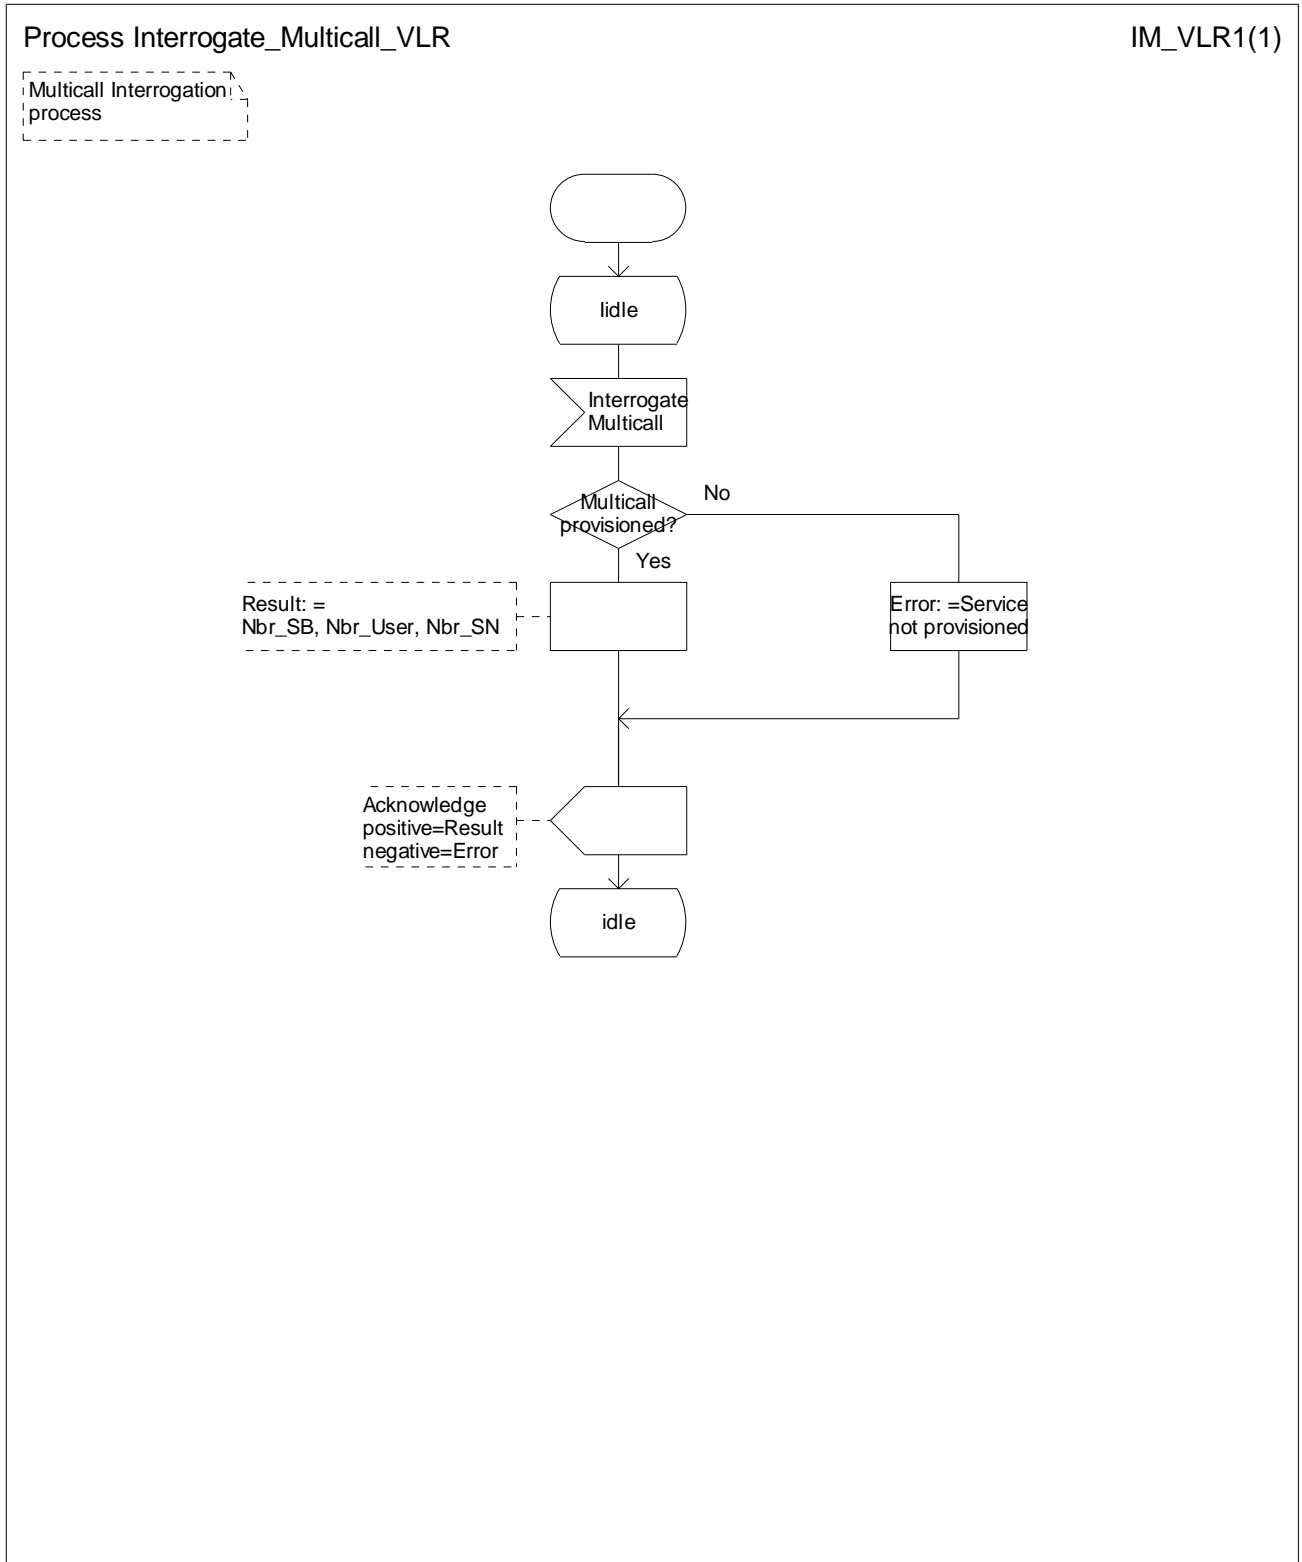 Process Interrogate_Multicall_VLR
IM_VLR1(1)
Multicall Interrogation
process
Iidle
Interrogate
Multicall
Multicall
provisioned?
No
Yes
Result: =
Nbr_SB, Nbr_User, Nbr_SN
Error: =Service
not provisioned
Acknowledge
positive=Result
negative=Error
idle